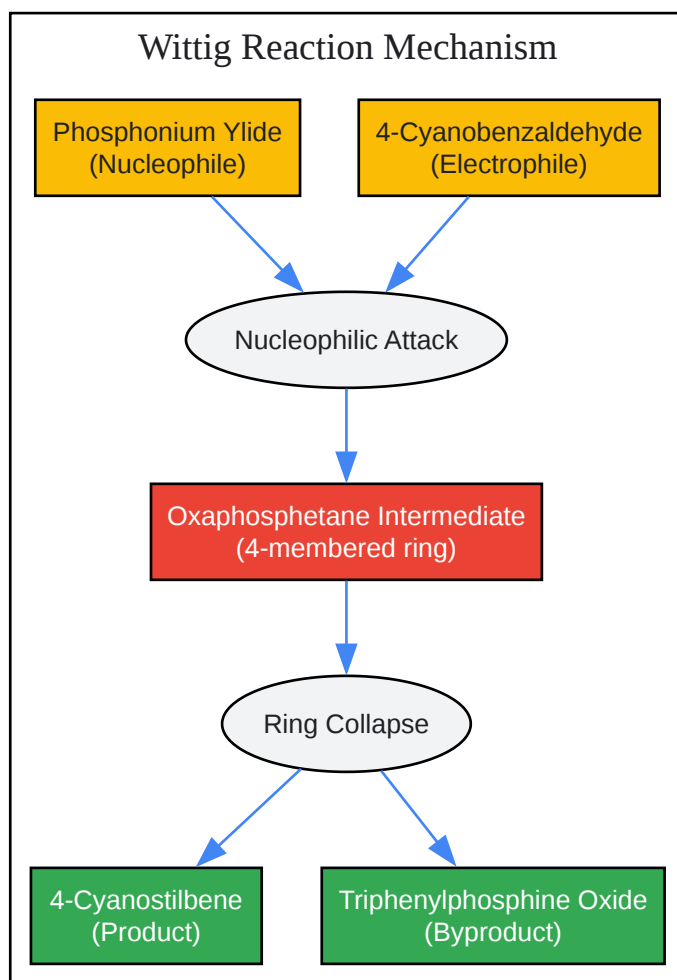 Wittig Reaction Mechanism
Phosphonium Ylide
(Nucleophile)
4-Cyanobenzaldehyde
(Electrophile)
Nucleophilic Attack
Oxaphosphetane Intermediate
(4-membered ring)
Ring Collapse
4-Cyanostilbene
(Product)
Triphenylphosphine Oxide
(Byproduct)